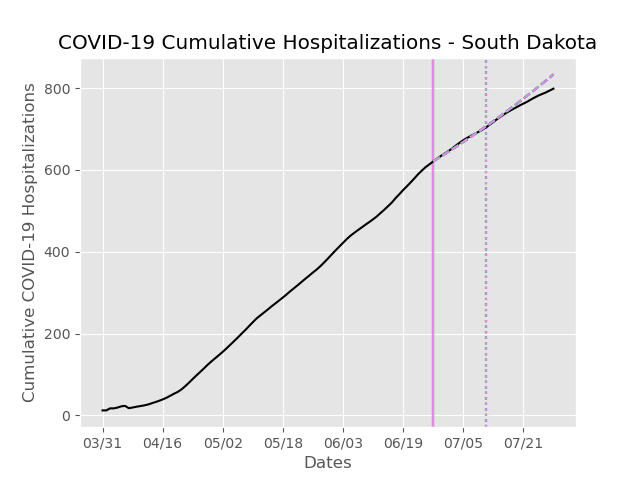 COVID-19 Cumulative Hospitalizations - South Dakota
Cumulative COVID-19 Hospitalizations
800
600
400
200
0
03/31 04/16 05/02 05/18 06/03 06/19 07/05 07/21
Dates